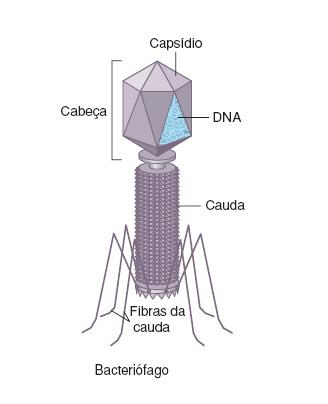 Capsídio
Cabeça
DNA
Cauda
Fibras da
cauda
Bacteriófago